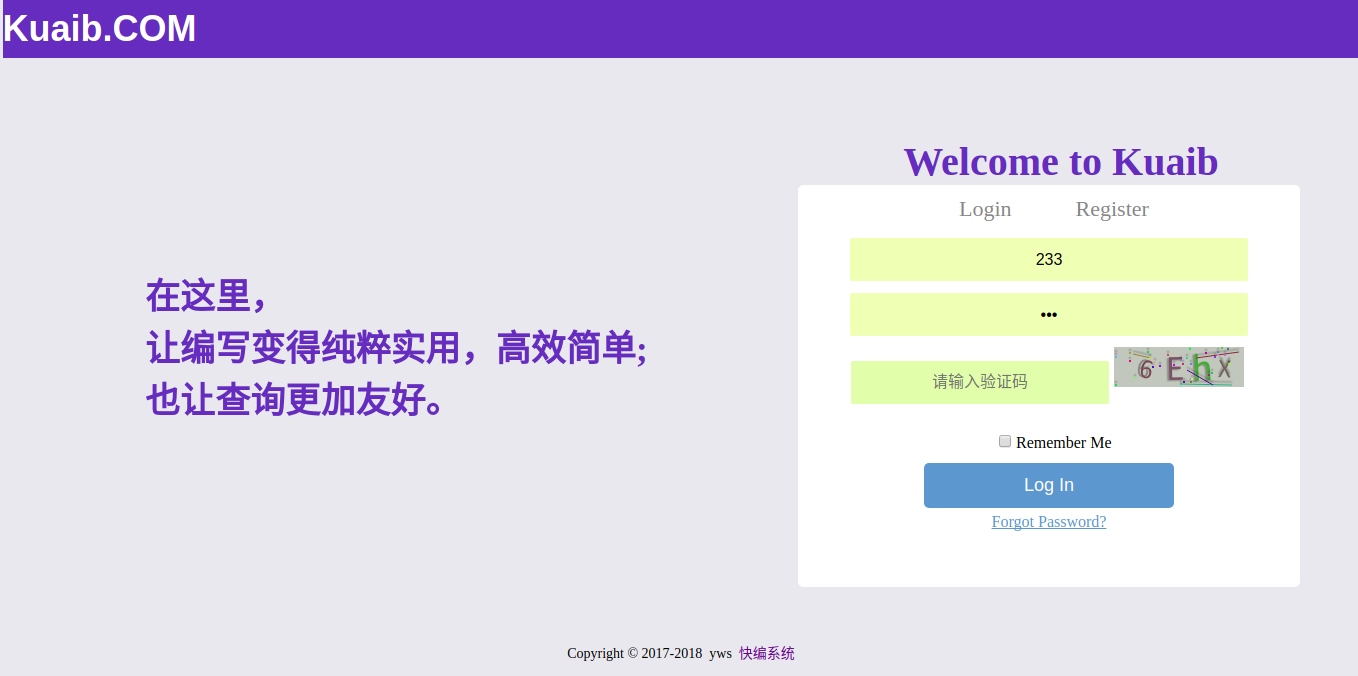 Kuaib.COM
Welcome to Kuaib
Login Register
233
•••
在这里，
让编写变得纯粹实用，高效简单;
也让查询更加友好。
请输入验证码
6EhX
Remember Me
Log In
Forgot Password?
Copyright © 2017-2018 yws 快编系统